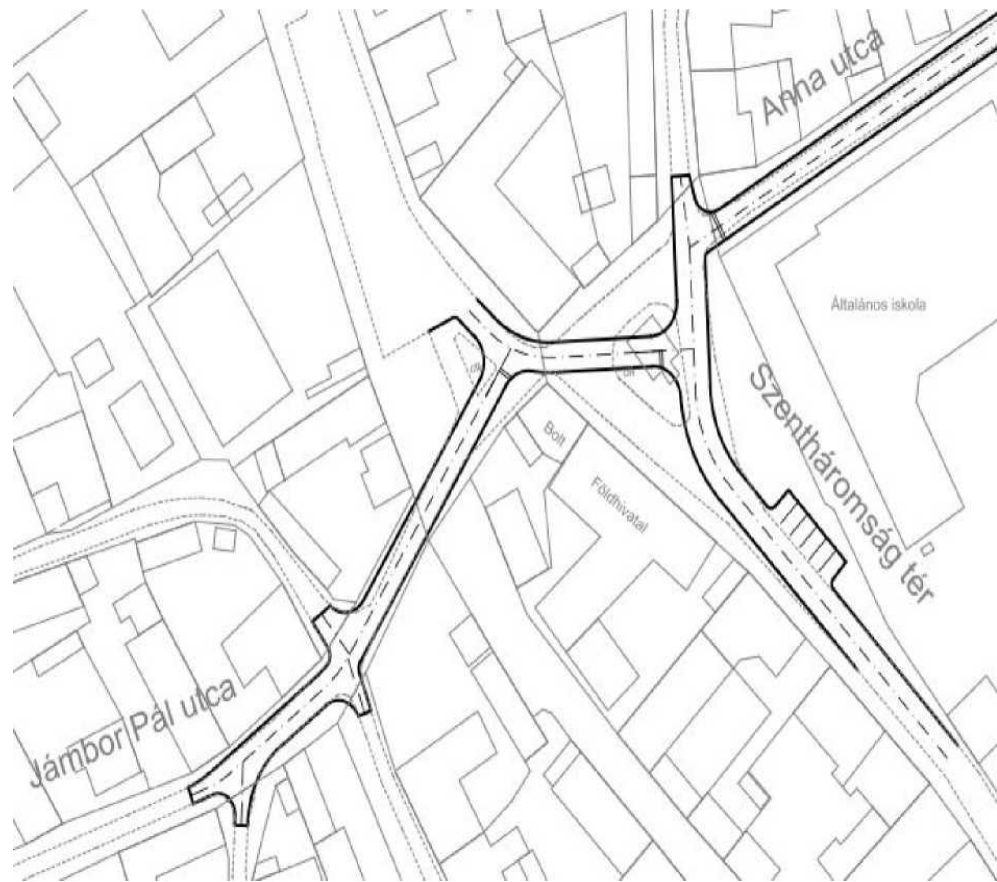 Anna utca
Általános iskola
Szentháromság tér
Bolt
Földhivatal
Jámbor Pál utca